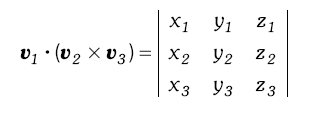 𝒗₁ · (𝒗₂ × 𝒗₃) = | x₁ y₁ z₁ |
| x₂ y₂ z₂ |
| x₃ y₃ z₃ |